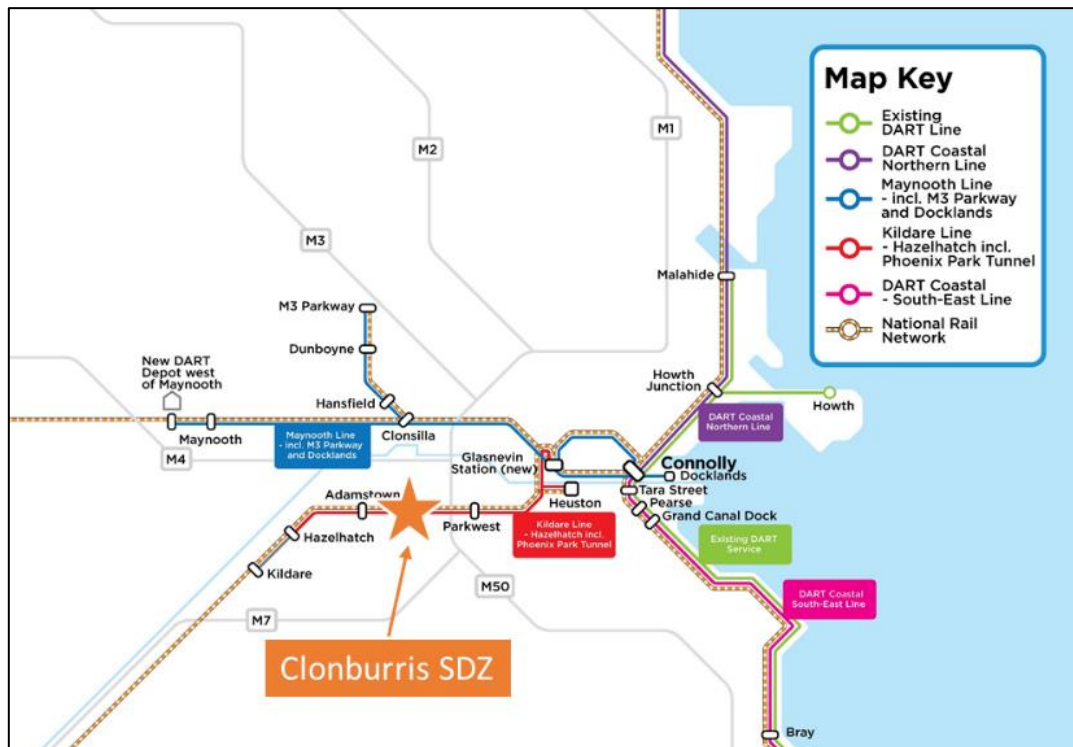 Map Key
Existing
DART Line
DART Coastal
Northern Line
Maynooth Line
- incl. M3 Parkway
and Docklands
Kildare Line
- Hazelhatch incl.
Phoenix Park Tunnel
DART Coastal
- South-East Line
National Rail
Network
M1
M2
M3
Malahide
M3 Parkway
Dunboyne
New DART
Depot west
of Maynooth
Hansfield
Howth
Junction
Howth
DART Coastal
Northern Line
Maynooth
Maynooth Line
- incl. M3 Parkway
and Docklands
Clonsilla
M4
Glasnevin
Station (new)
Connolly
Docklands
Tara Street
Pearse
Grand Canal Dock
Heuston
Adamstown
Parkwest
Kildare Line
- Hazelhatch incl.
Phoenix Park Tunnel
Existing DART
Service
Hazelhatch
Kildare
M50
DART Coastal
South-East Line
M7
Clonburris SDZ
Bray